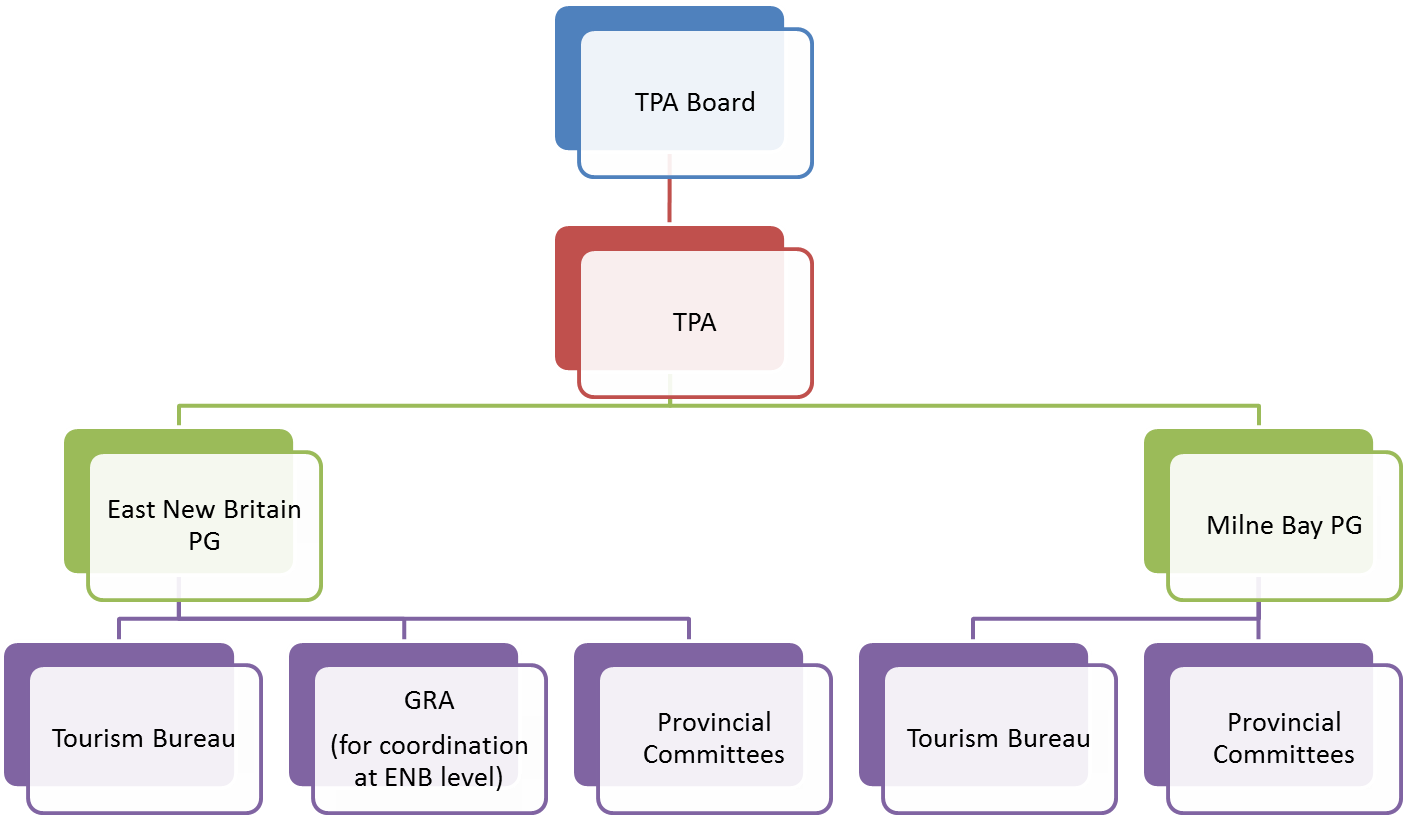 TPA Board
TPA
East New Britain
PG
Milne Bay PG
Tourism Bureau
GRA
(for coordination
at ENB level)
Provincial
Committees
Tourism Bureau
Provincial
Committees